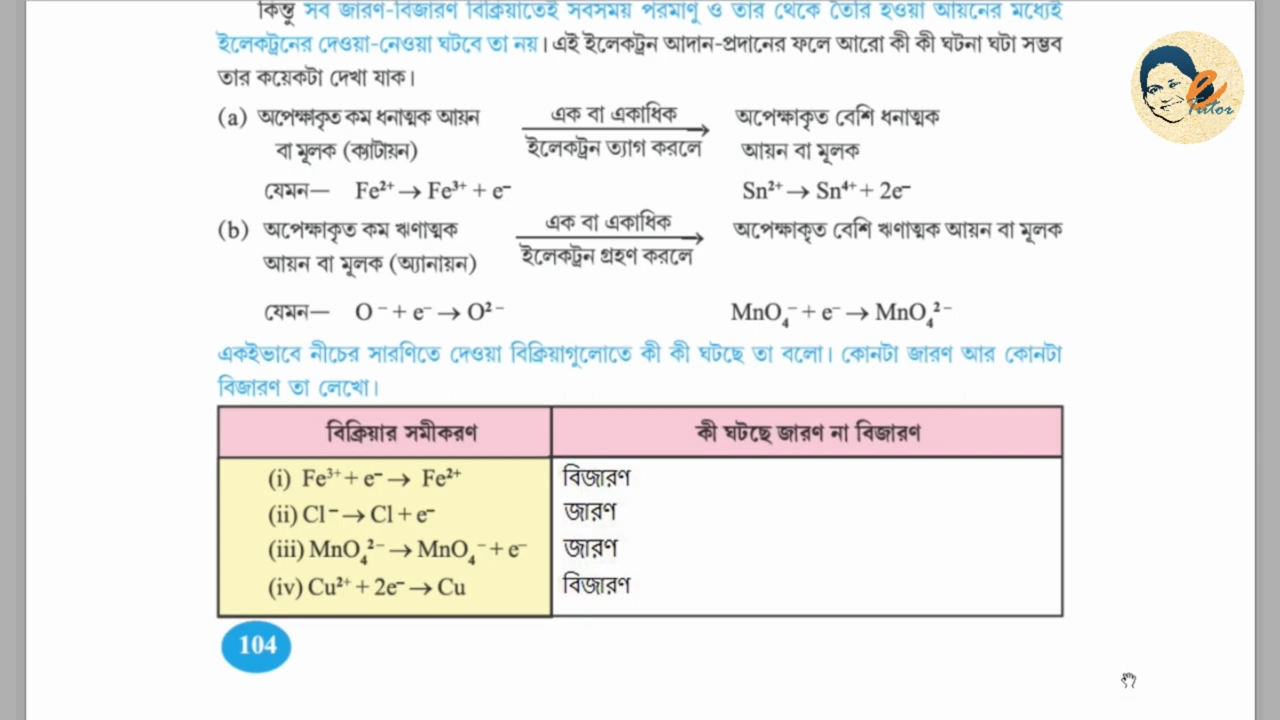 কিন্তু সব জারণ-বিজারণ বিক্রিয়াতেই সবসময় পরমাণু ও তার থেকে তৈরি হওয়া আয়নের মধ্যেই
ইলেকট্রনের দেওয়া-নেওয়া ঘটবে তা নয়। এই ইলেকট্রন আদান-প্রদানের ফলে আরো কী কী ঘটনা ঘটা সম্ভব
তার কয়েকটা দেখা যাক।
(a) অপেক্ষাকৃত কম ধনাত্মক আয়ন এক বা একাধিক অপেক্ষাকৃত বেশি ধনাত্মক
বা মূলক (ক্যাটায়ন) ইলেকট্রন ত্যাগ করলে আয়ন বা মূলক
যেমন— Fe²⁺ → Fe³⁺ + e⁻ Sn²⁺ → Sn⁴⁺ + 2e⁻
(b) অপেক্ষাকৃত কম ঋণাত্মক এক বা একাধিক অপেক্ষাকৃত বেশি ঋণাত্মক আয়ন বা মূলক
আয়ন বা মূলক (অ্যানায়ন) ইলেকট্রন গ্রহণ করলে
যেমন— O⁻ + e⁻ → O²⁻ MnO₄⁻ + e⁻ → MnO₄²⁻
একইভাবে নীচের সারণিতে দেওয়া বিক্রিয়াগুলোতে কী কী ঘটছে তা বলো। কোনটা জারণ আর কোনটা
বিজারণ তা লেখো।
বিক্রিয়ার সমীকরণ কী ঘটছে জারণ না বিজারণ
(i) Fe³⁺ + e⁻ → Fe²⁺ বিজারণ
(ii) Cl⁻ → Cl + e⁻ জারণ
(iii) MnO₄²⁻ → MnO₄⁻ + e⁻ জারণ
(iv) Cu²⁺ + 2e⁻ → Cu বিজারণ
104
e Tutor